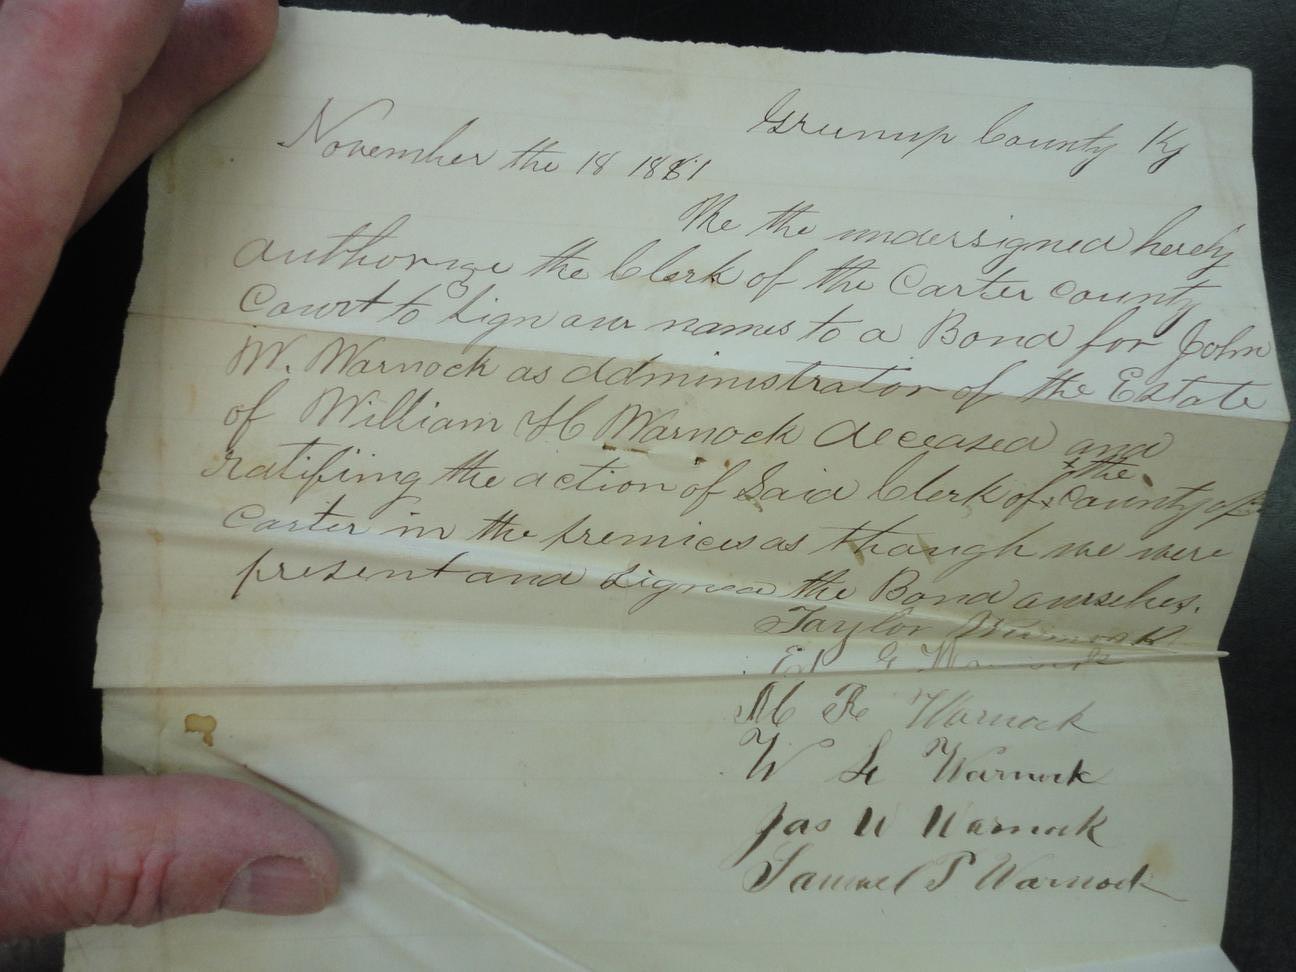 Greenup County Ky
November the 18 1881
We the undersigned hereby
authorize the Clerk of the Carter county
Court to sign our names to a Bond for John
W. Warnock as administrator of the Estate
of William H Warnock deceased and
ratifiing the action of Said Clerk of the County of
Carter in the premices as though we were
present and signed the Bond ourselves.
Taylor Warnock
E Warnock
M R Warnock
W L Warnock
Jas W Warnock
Samuel P Warnock